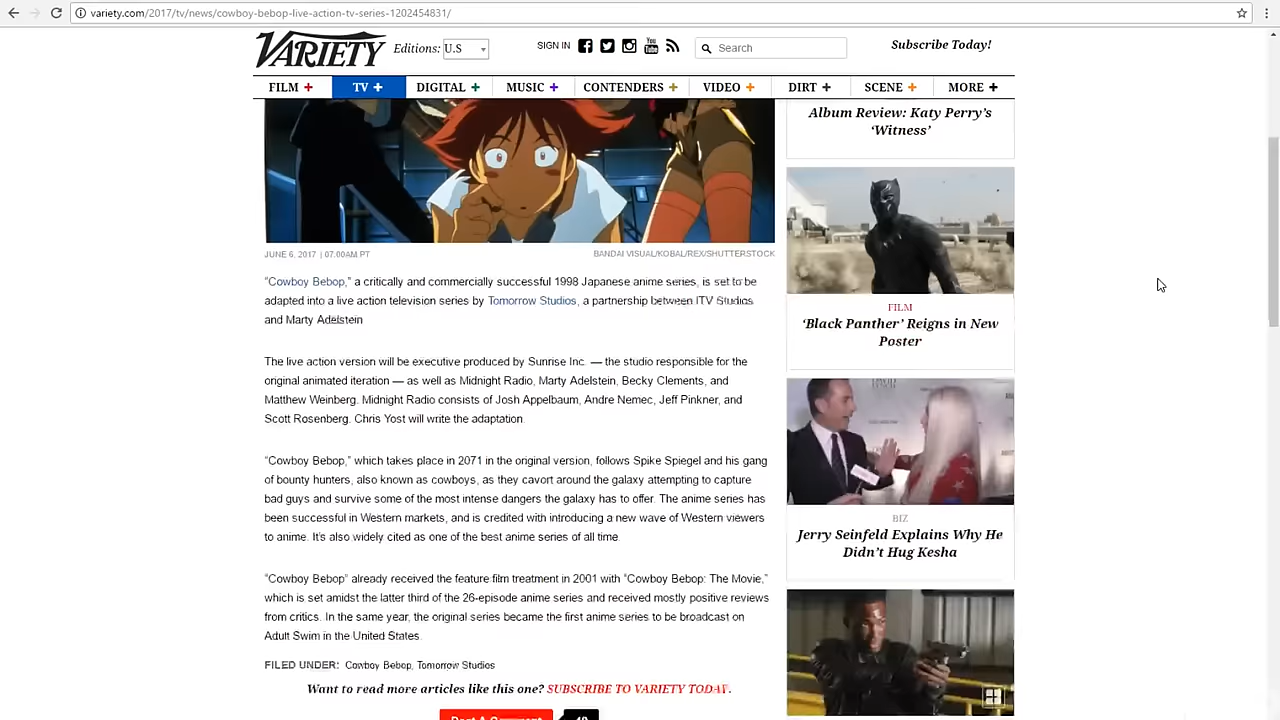 variety.com/2017/tv/news/cowboy-bebop-live-action-tv-series-1202454831/
VARIETY
Editions: U.S
SIGN IN
You Tube
Search
Subscribe Today!
FILM + TV + DIGITAL + MUSIC + CONTENDERS + VIDEO + DIRT + SCENE + MORE +
JUNE 6, 2017 | 07:00AM PT
BANDAI VISUAL/KOBAL/REX/SHUTTERSTOCK
"Cowboy Bebop," a critically and commercially successful 1998 Japanese anime series, is set to be
adapted into a live action television series by Tomorrow Studios, a partnership between ITV Studios
and Marty Adelstein
The live action version will be executive produced by Sunrise Inc. — the studio responsible for the
original animated iteration — as well as Midnight Radio, Marty Adelstein, Becky Clements, and
Matthew Weinberg. Midnight Radio consists of Josh Appelbaum, Andre Nemec, Jeff Pinkner, and
Scott Rosenberg. Chris Yost will write the adaptation.
"Cowboy Bebop," which takes place in 2071 in the original version, follows Spike Spiegel and his gang
of bounty hunters, also known as cowboys, as they cavort around the galaxy attempting to capture
bad guys and survive some of the most intense dangers the galaxy has to offer. The anime series has
been successful in Western markets, and is credited with introducing a new wave of Western viewers
to anime. It's also widely cited as one of the best anime series of all time.
"Cowboy Bebop" already received the feature film treatment in 2001 with "Cowboy Bebop: The Movie,"
which is set amidst the latter third of the 26-episode anime series and received mostly positive reviews
from critics. In the same year, the original series became the first anime series to be broadcast on
Adult Swim in the United States.
FILED UNDER: Cowboy Bebop, Tomorrow Studios
Want to read more articles like this one? SUBSCRIBE TO VARIETY TODAY.
Post A Comment
Album Review: Katy Perry's
'Witness'
FILM
'Black Panther' Reigns in New
Poster
BIZ
Jerry Seinfeld Explains Why He
Didn't Hug Kesha